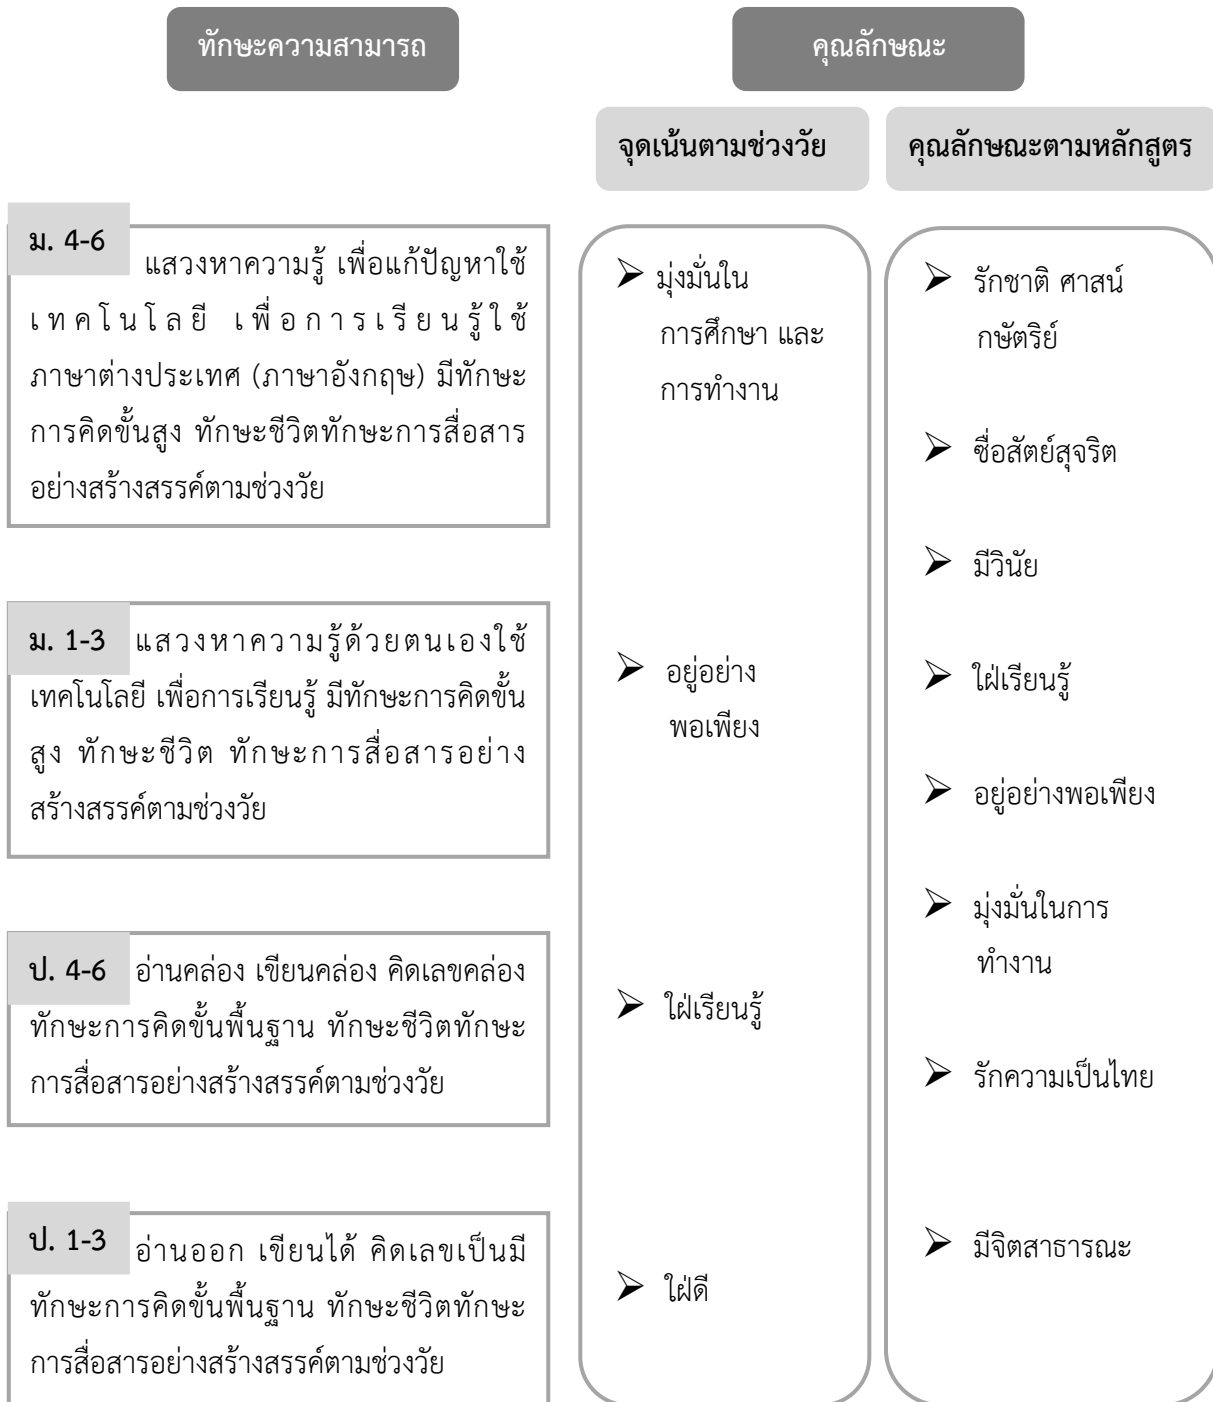 ทักษะความสามารถ
คุณลักษณะ
จุดเน้นตามช่วงวัย
คุณลักษณะตามหลักสูตร
ม. 4-6
แสวงหาความรู้ เพื่อแก้ปัญหาใช้
เทคโนโลยี เพื่อการเรียนรู้ใช้
ภาษาต่างประเทศ (ภาษาอังกฤษ) มีทักษะ
การคิดขั้นสูง ทักษะชีวิตทักษะการสื่อสาร
อย่างสร้างสรรค์ตามช่วงวัย
ม. 1-3
แสวงหาความรู้ด้วยตนเองใช้
เทคโนโลยี เพื่อการเรียนรู้ มีทักษะการคิดขั้น
สูง ทักษะชีวิต ทักษะการสื่อสารอย่าง
สร้างสรรค์ตามช่วงวัย
ป. 4-6
อ่านคล่อง เขียนคล่อง คิดเลขคล่อง
ทักษะการคิดขั้นพื้นฐาน ทักษะชีวิตทักษะ
การสื่อสารอย่างสร้างสรรค์ตามช่วงวัย
ป. 1-3
อ่านออก เขียนได้ คิดเลขเป็นมี
ทักษะการคิดขั้นพื้นฐาน ทักษะชีวิตทักษะ
การสื่อสารอย่างสร้างสรรค์ตามช่วงวัย
➢ มุ่งมั่นใน
การศึกษา และ
การทำงาน
➢ อยู่อย่าง
พอเพียง
➢ ใฝ่เรียนรู้
➢ ใฝ่ดี
➢ รักชาติ ศาสน์
กษัตริย์
➢ ซื่อสัตย์สุจริต
➢ มีวินัย
➢ ใฝ่เรียนรู้
➢ อยู่อย่างพอเพียง
➢ มุ่งมั่นในการ
ทำงาน
➢ รักความเป็นไทย
➢ มีจิตสาธารณะ